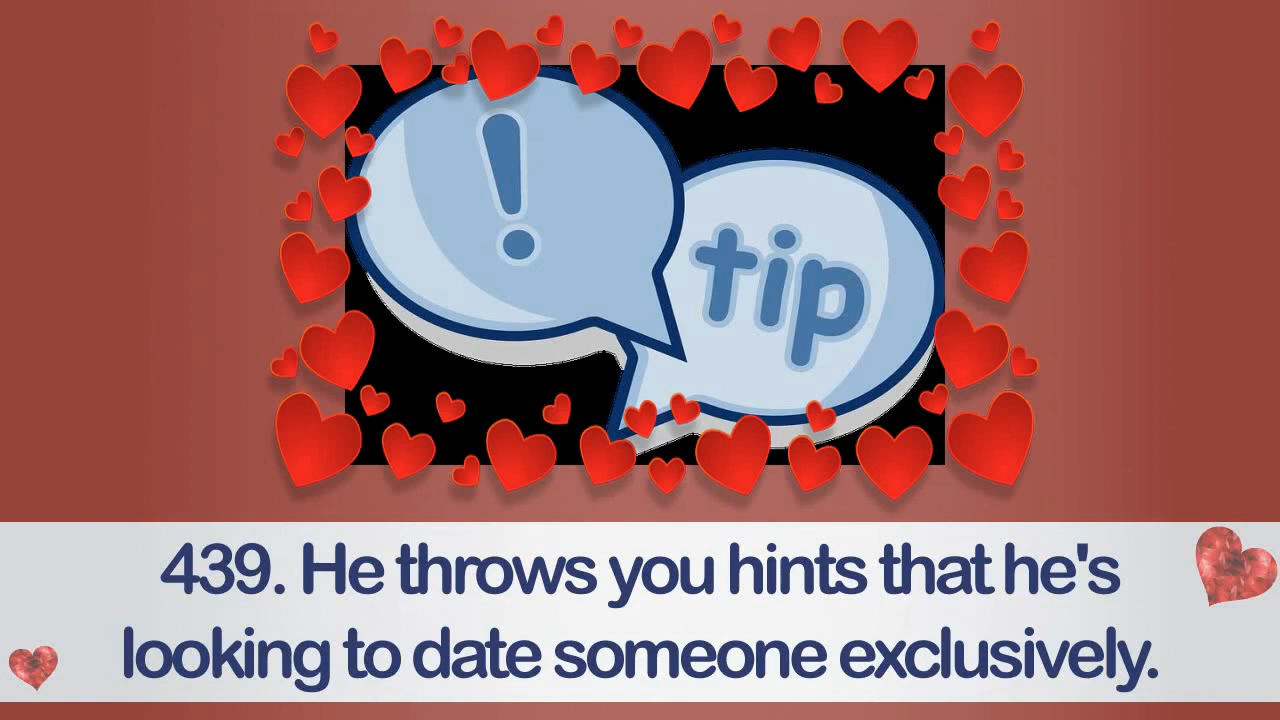 !
tip
439. He throws you hints that he's
looking to date someone exclusively.